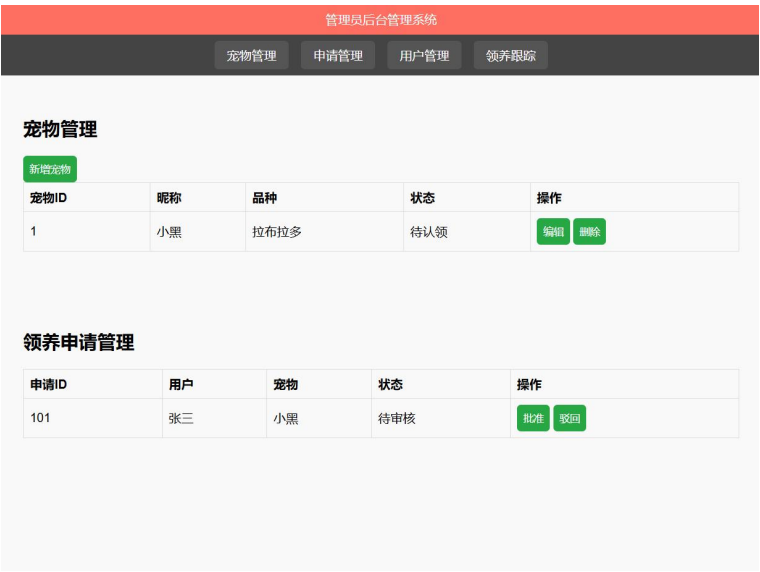 管理员后台管理系统
宠物管理 申请管理 用户管理 领养跟踪
宠物管理
新增宠物
宠物ID 昵称 品种 状态 操作
1 小黑 拉布拉多 待认领 编辑 删除
领养申请管理
申请ID 用户 宠物 状态 操作
101 张三 小黑 待审核 批准 驳回